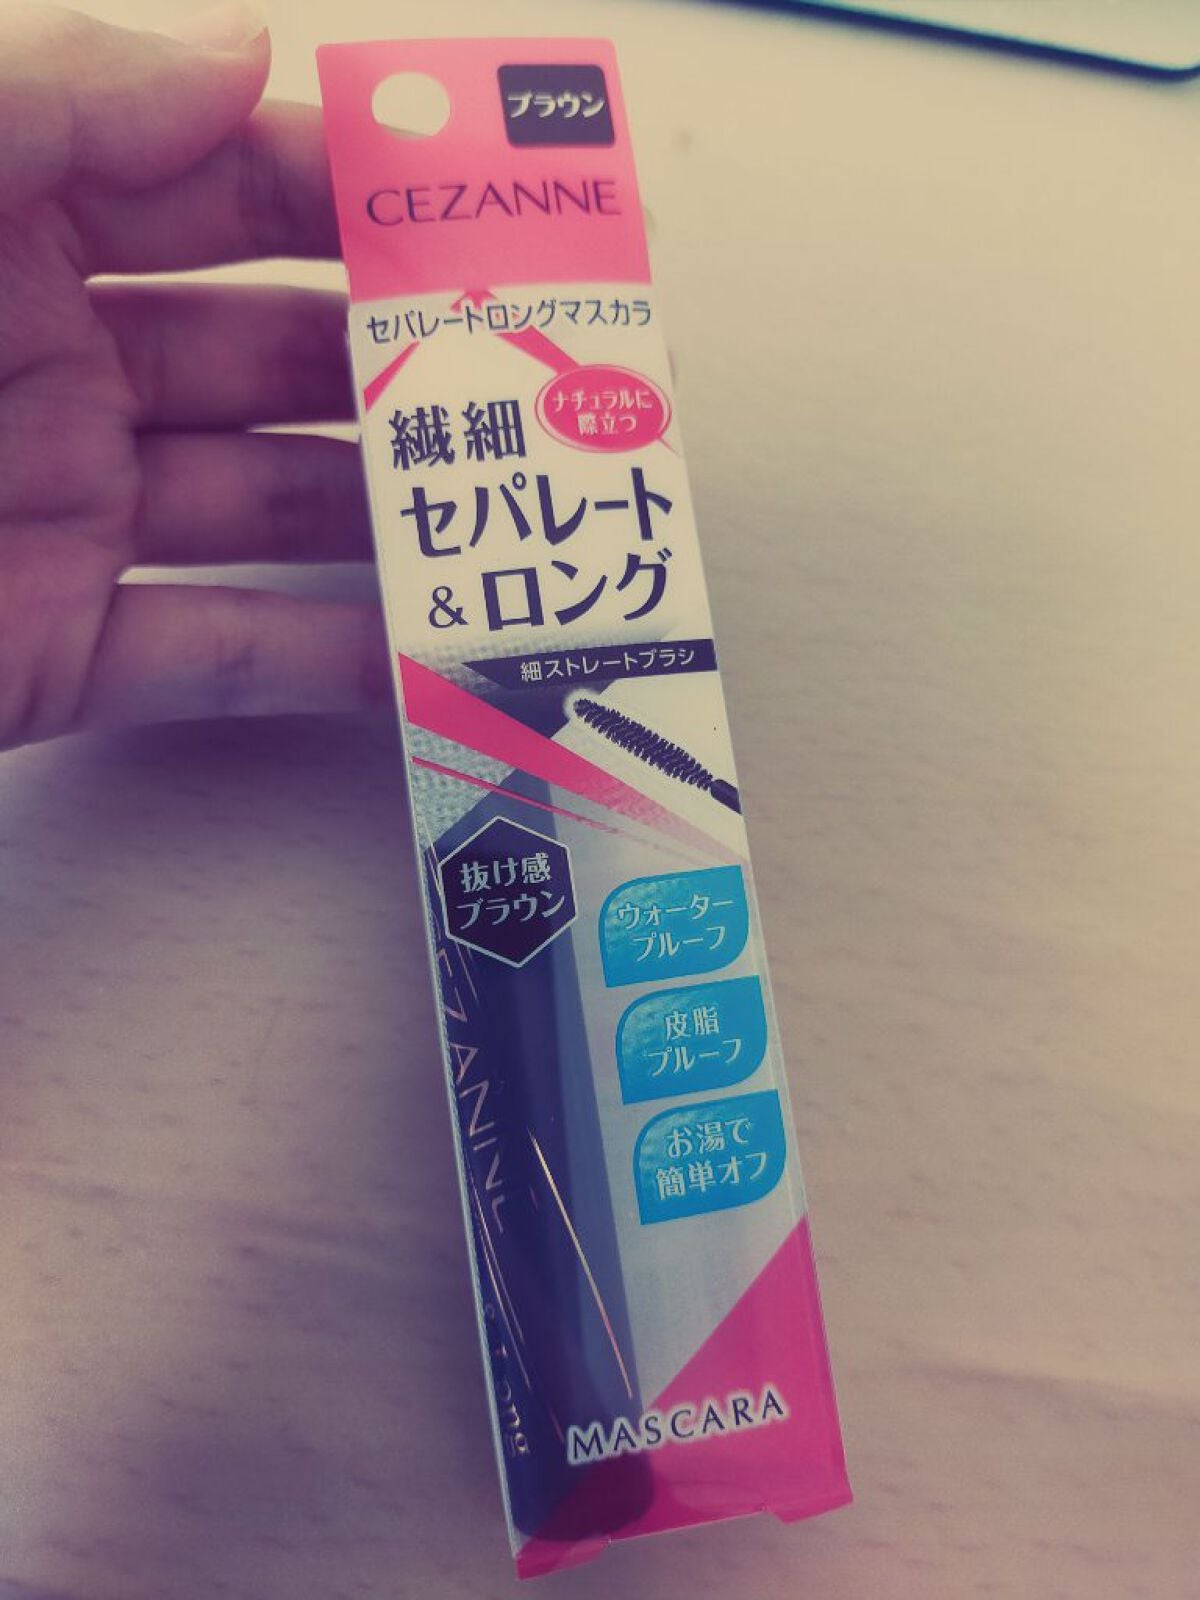 ブラウン
CEZANNE
セパレートロングマスカラ
ナチュラルに
際立つ
繊細
セパレート
&ロング
細ストレートブラシ
抜け感
ブラウン
ウォーター
プルーフ
皮脂
プルーフ
お湯で
簡単オフ
CEZANNE
& Long
MASCARA